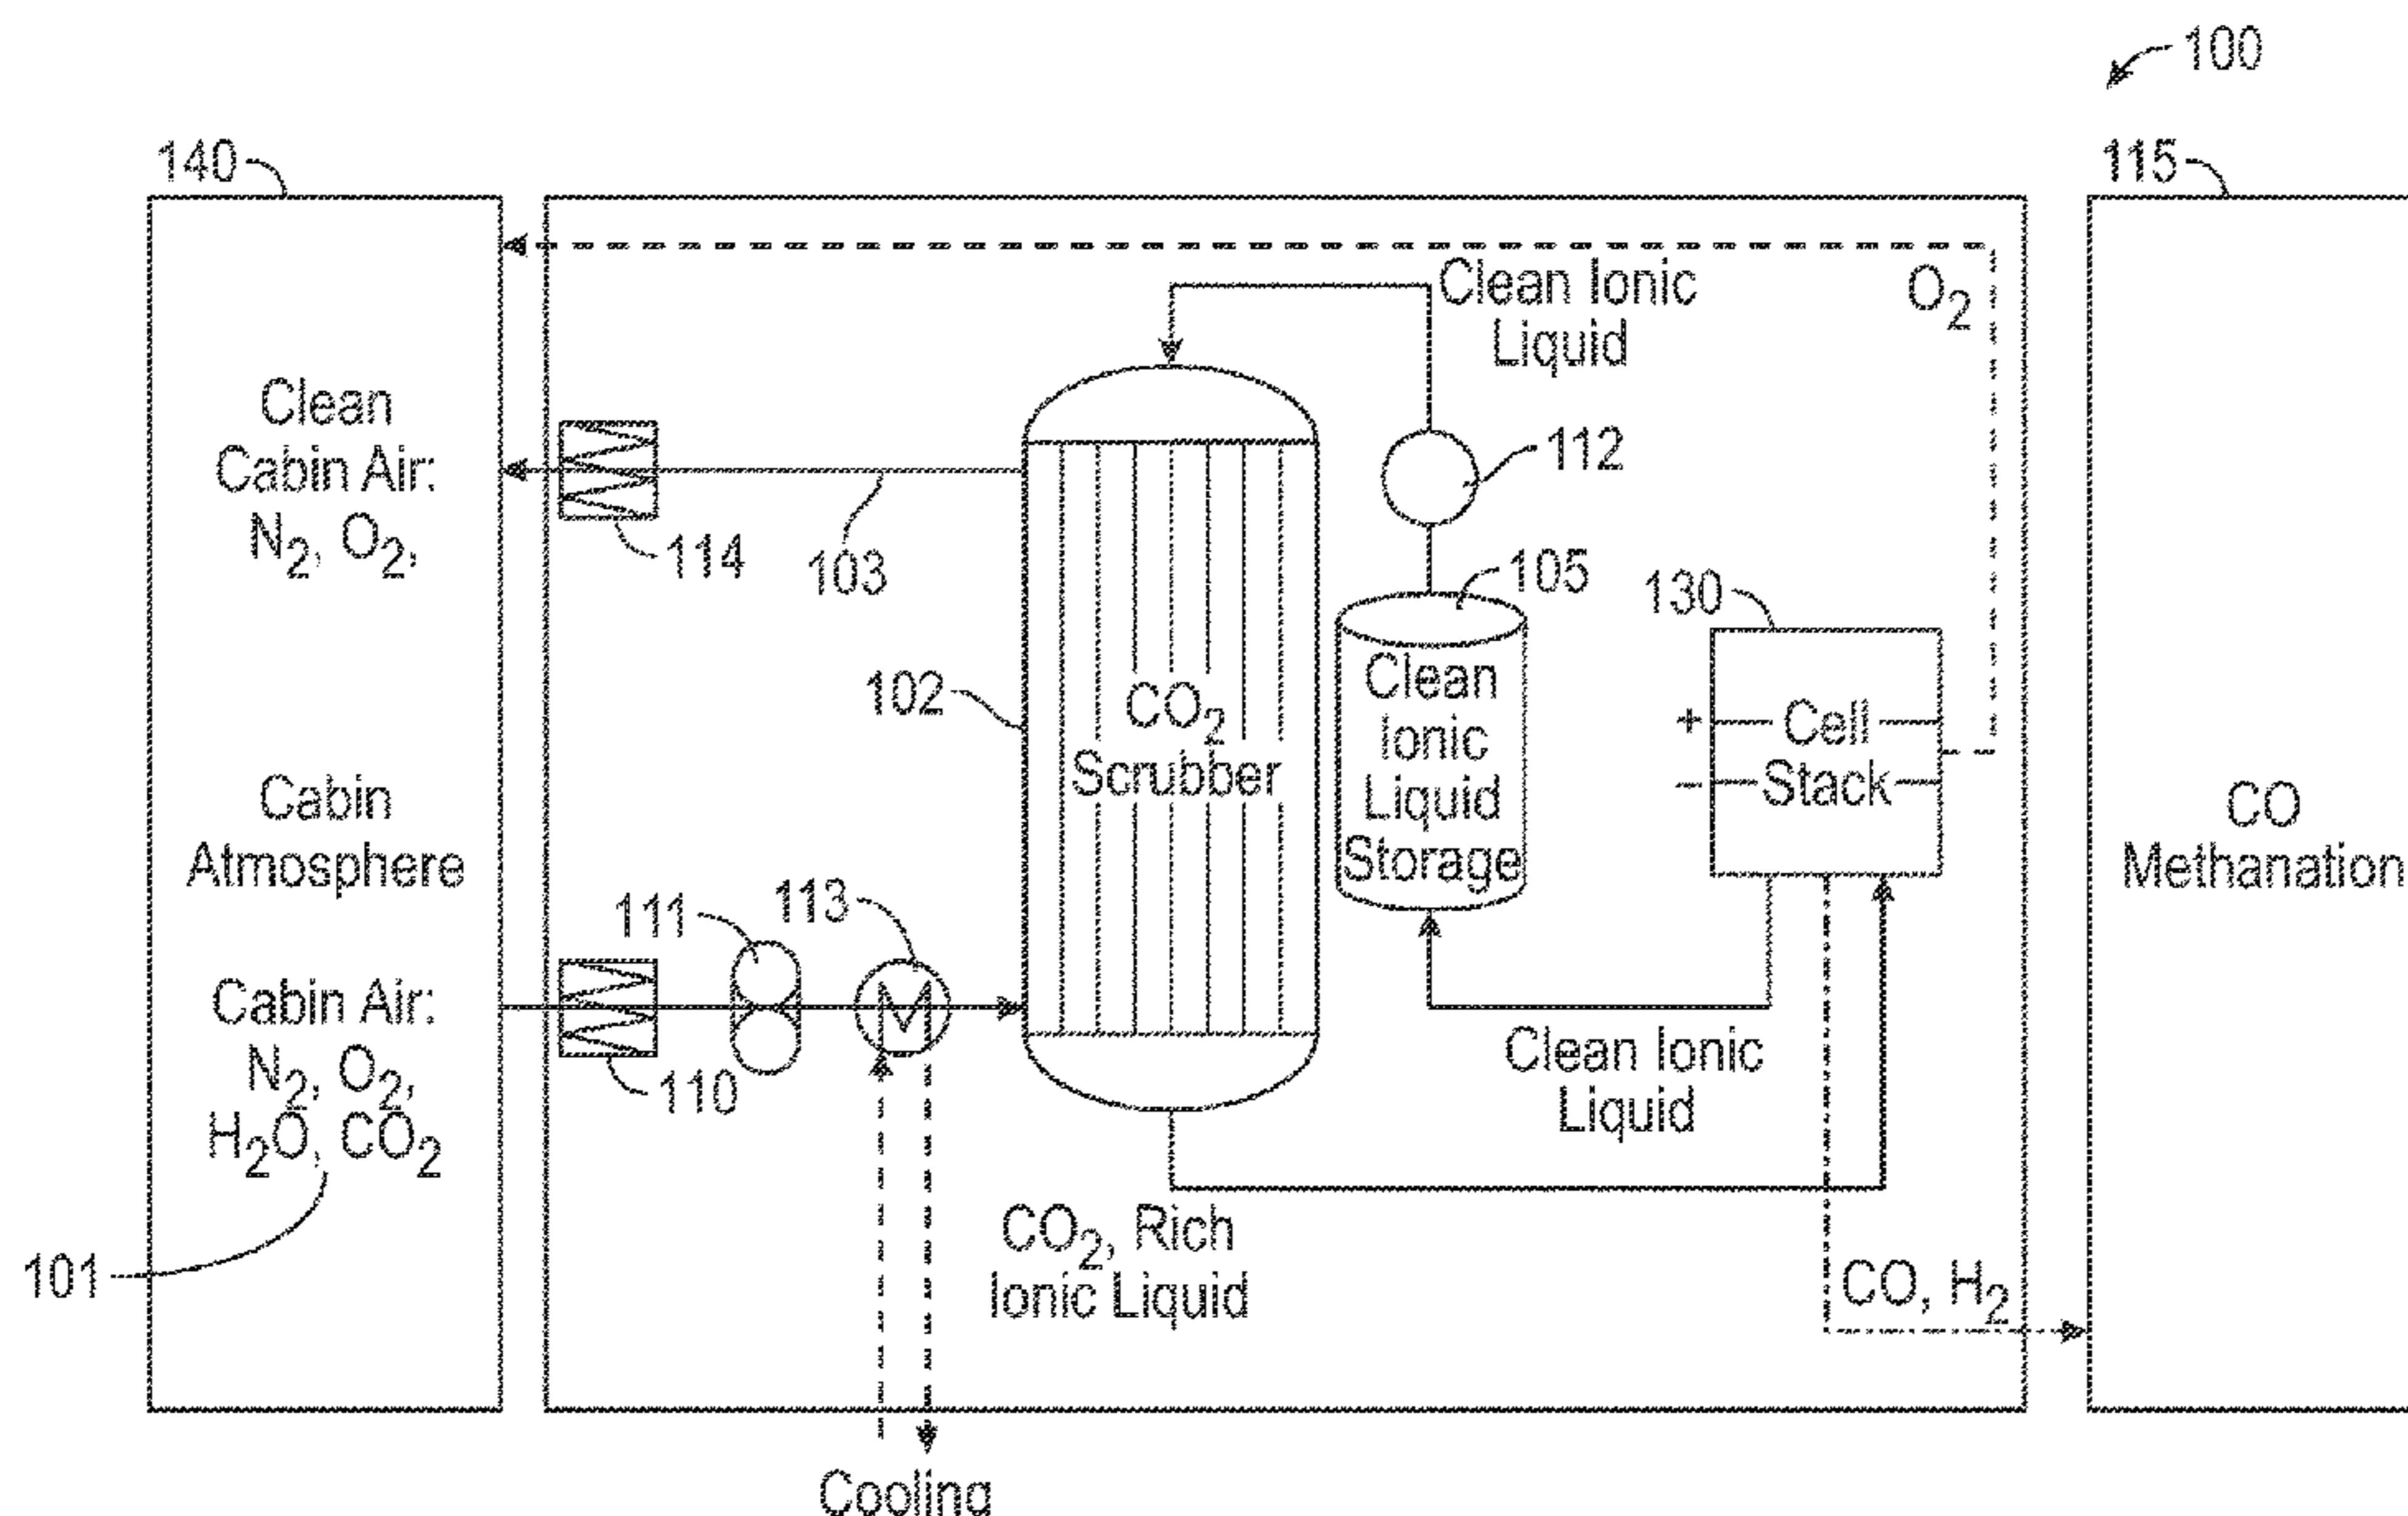 100
140
115
O2
Clean Ionic
Liquid
Clean
Cabin Air:
N2, O2,
112
114
103
105
130
102
CO2
Scrubber
Clean
Ionic
Liquid
Storage
+
Cell
−
Stack
Cabin
Atmosphere
CO
Methanation
111
113
Cabin Air:
N2, O2,
H2O, CO2
110
Clean Ionic
Liquid
101
CO2, Rich
Ionic Liquid
CO, H2
Cooling